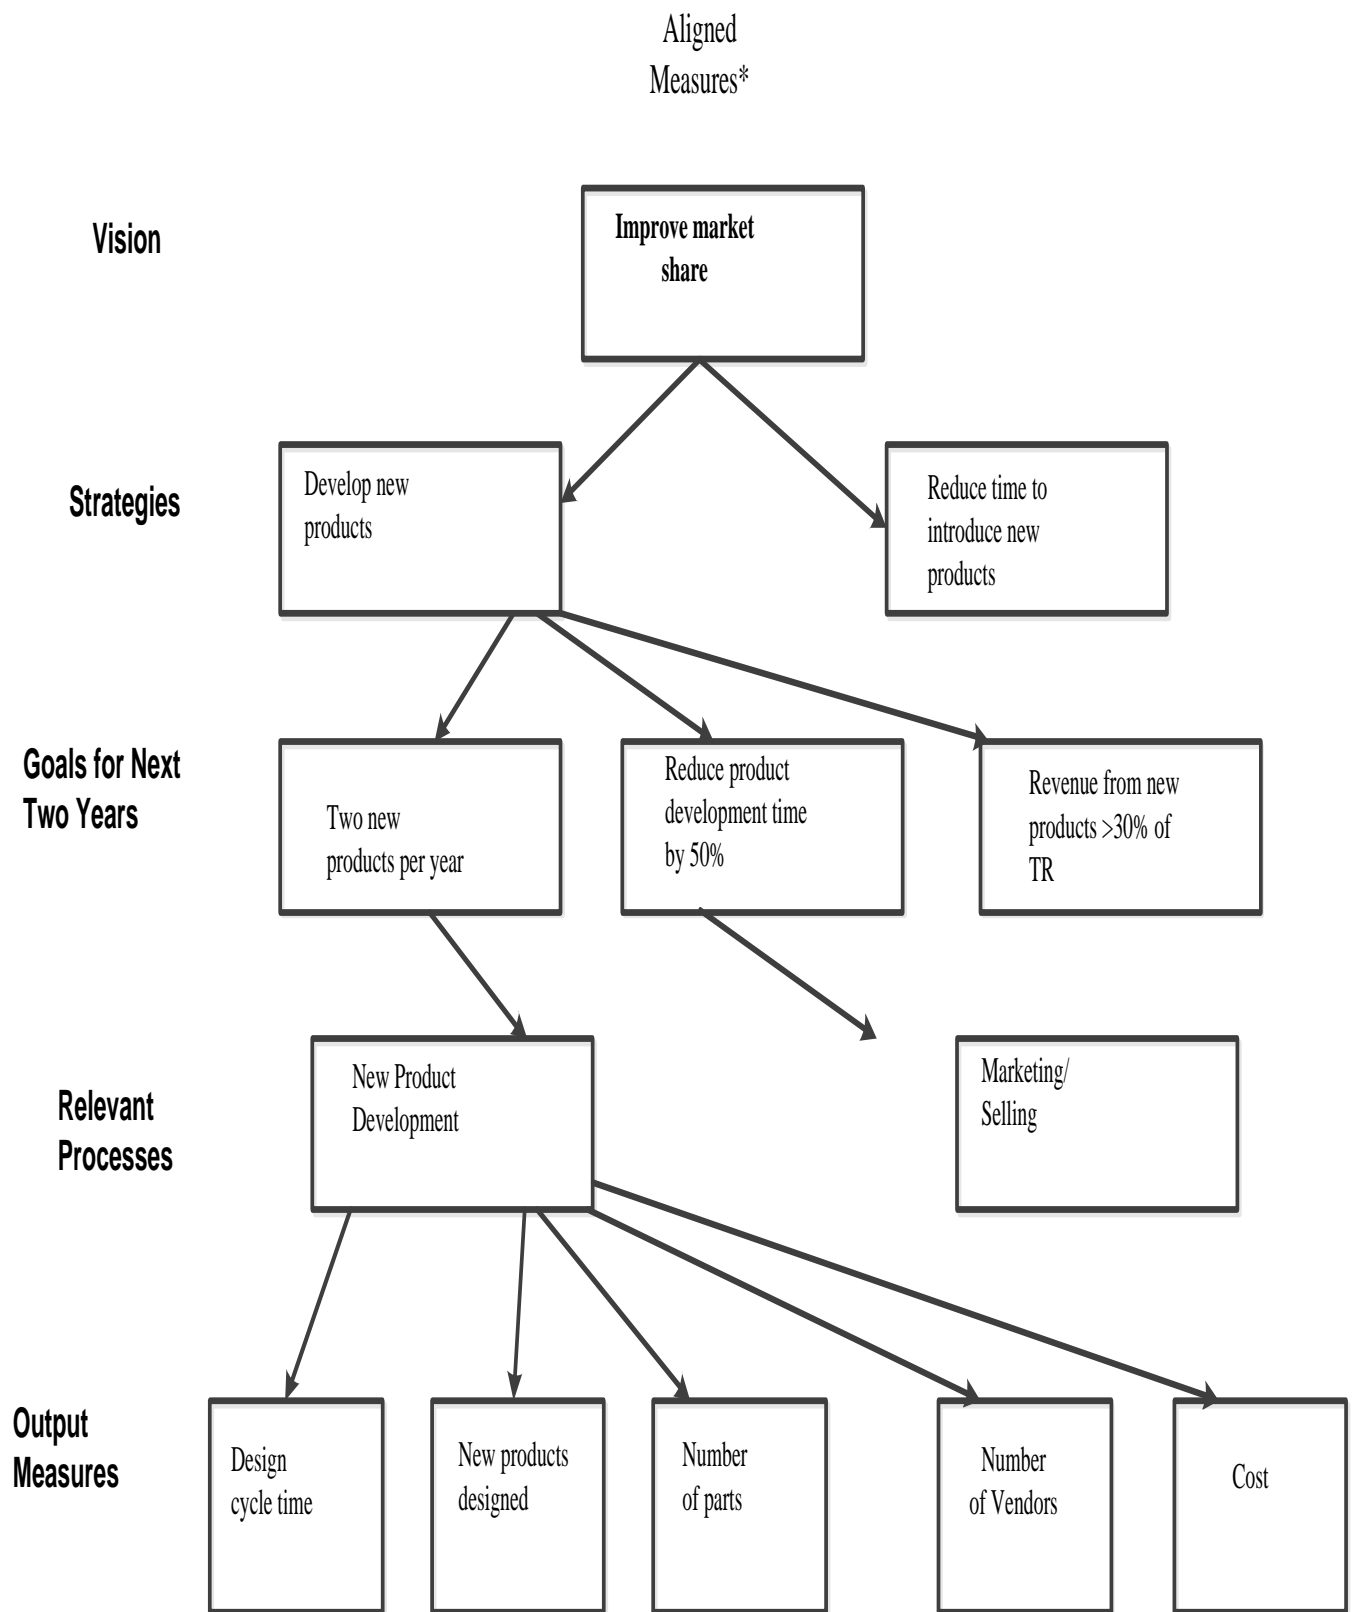 Aligned
Measures*
Vision
Improve market
share
Strategies
Develop new
products
Reduce time to
introduce new
products
Goals for Next
Two Years
Two new
products per year
Reduce product
development time
by 50%
Revenue from new
products >30% of
TR
Relevant
Processes
New Product
Development
Marketing/
Selling
Output
Measures
Design
cycle time
New products
designed
Number
of parts
Number
of Vendors
Cost